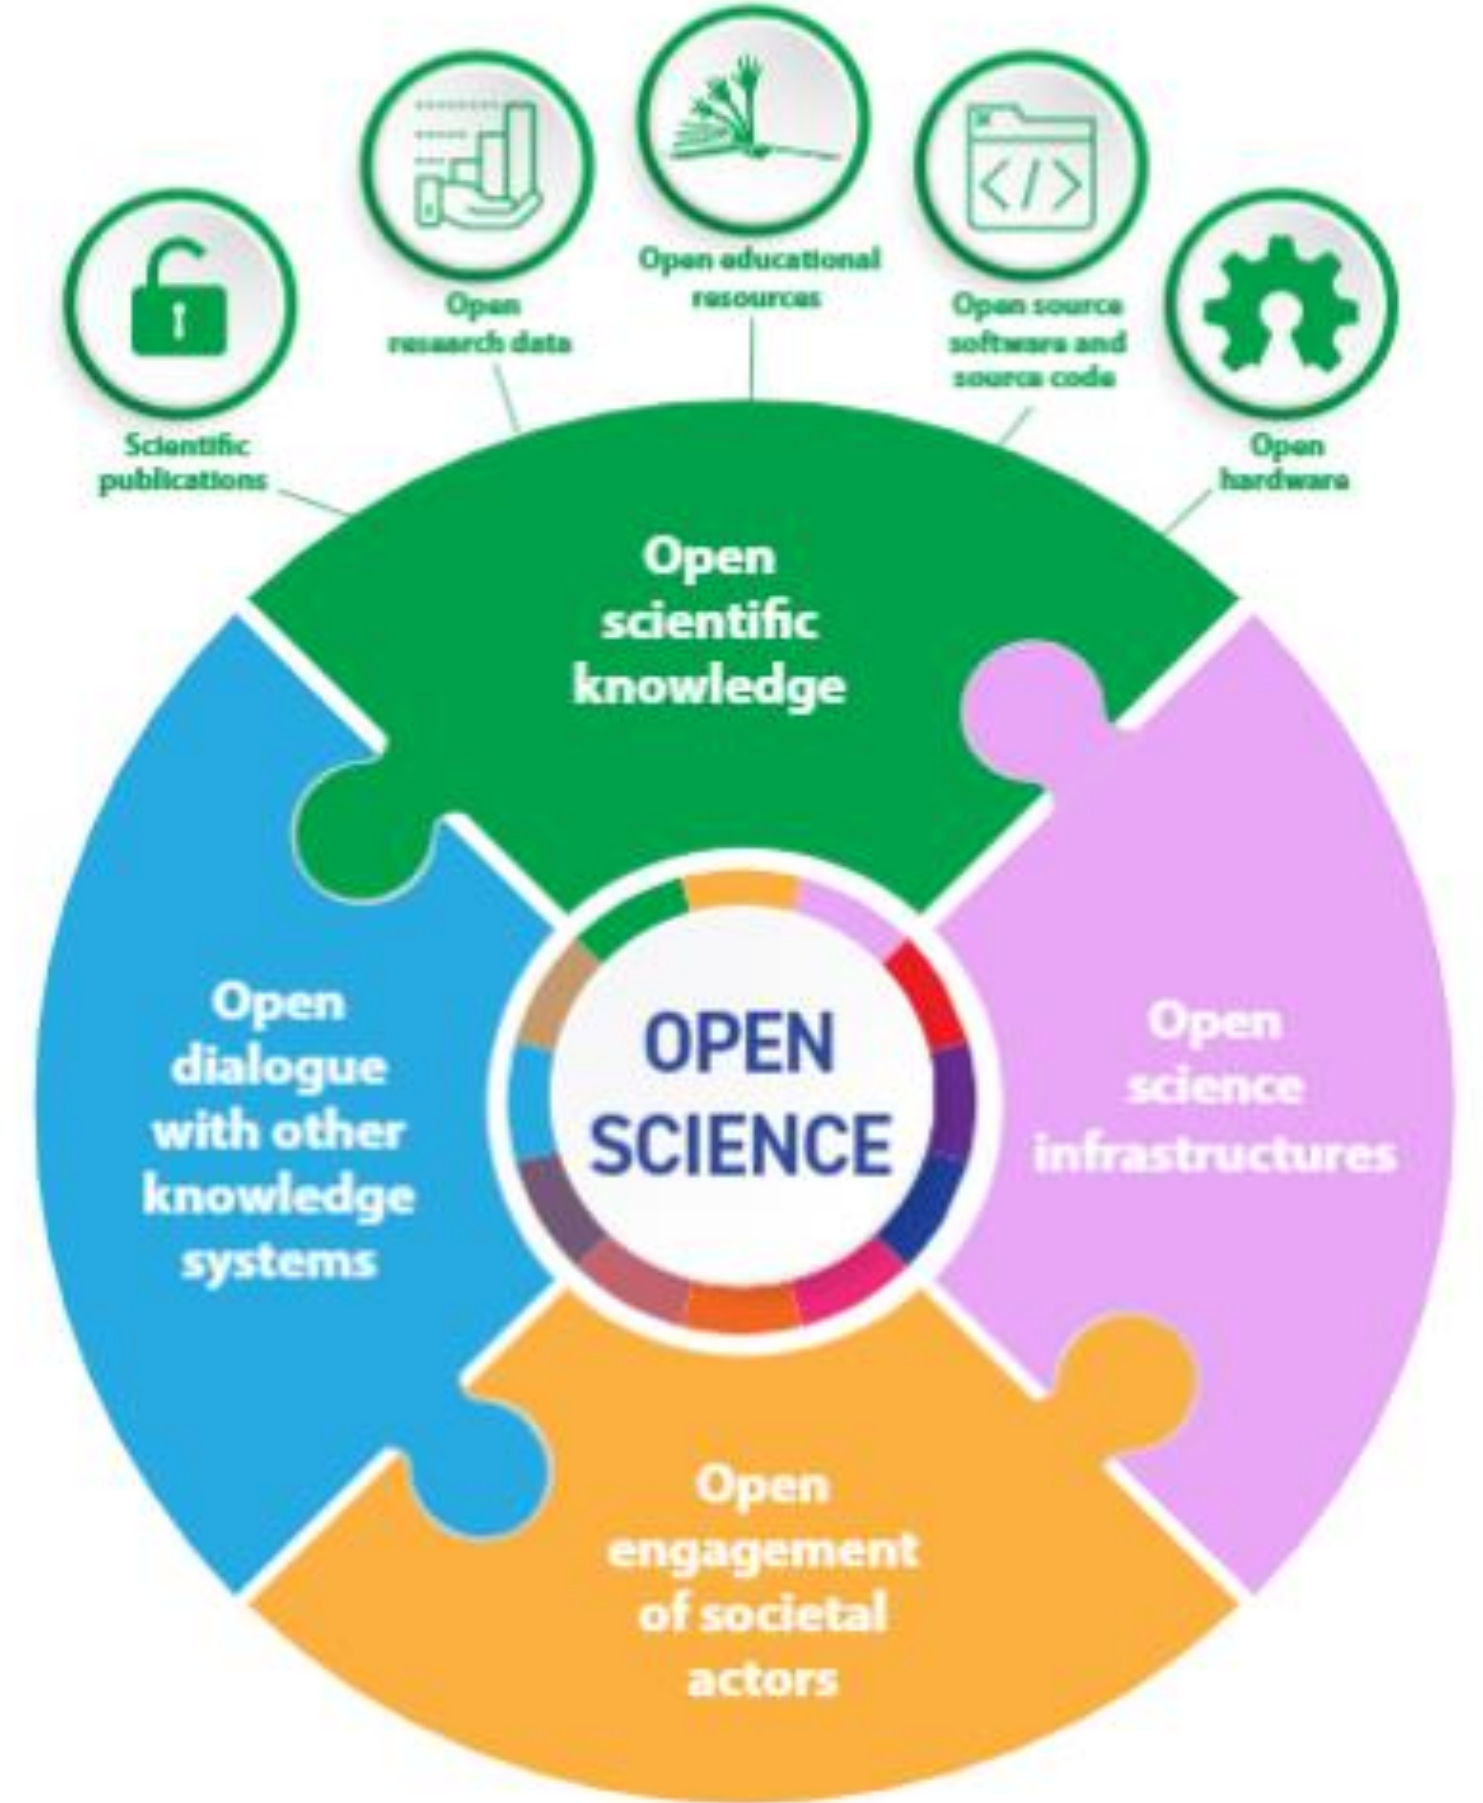 Open educational
resources
Open
research data
Open source
software and
source code
Scientific
publications
Open
hardware
Open
scientific
knowledge
Open
dialogue
with other
knowledge
systems
OPEN
SCIENCE
Open
science
infrastructures
Open
engagement
of societal
actors